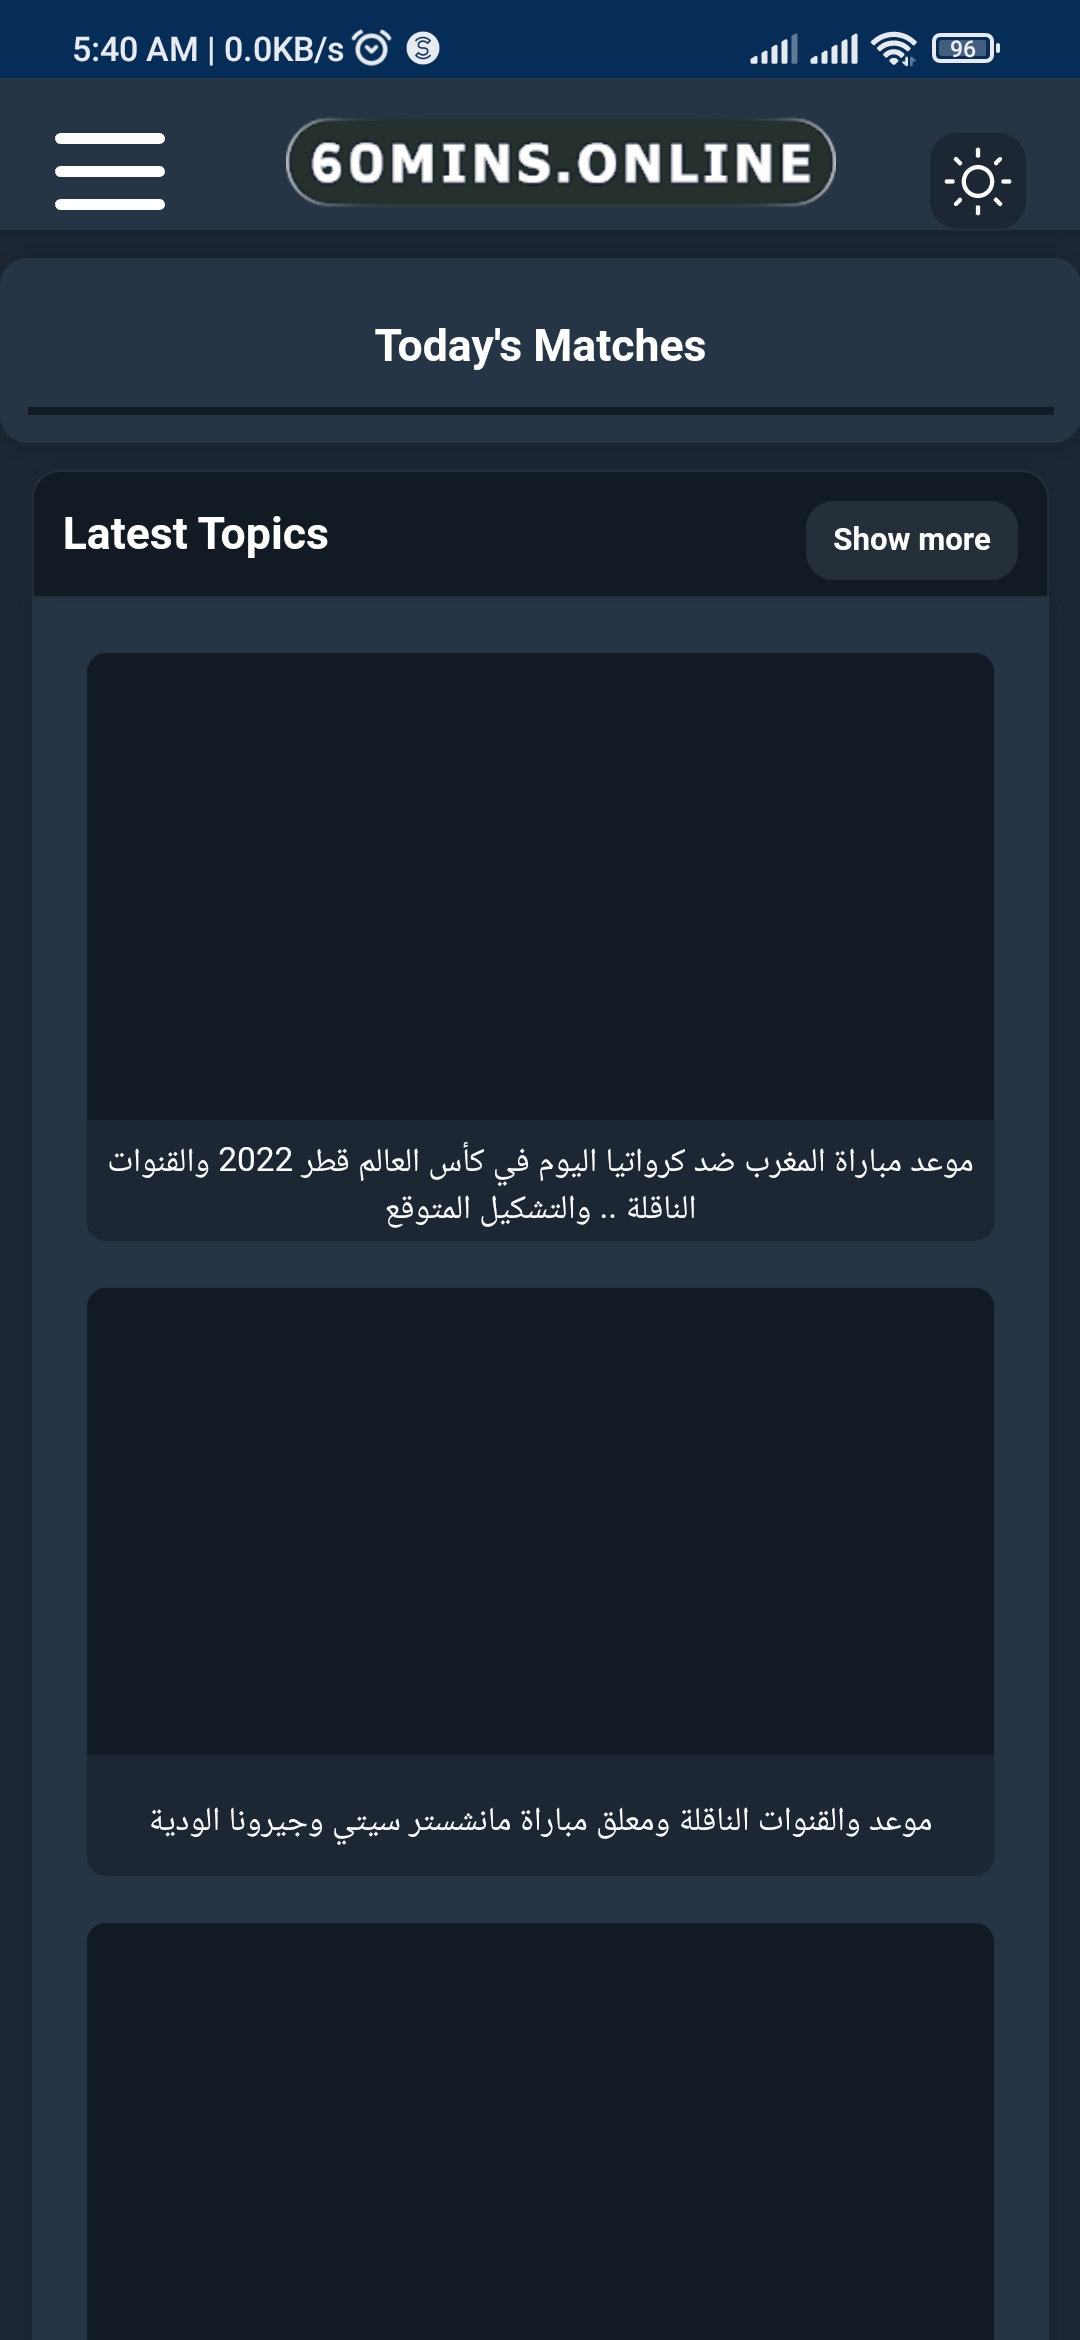 5:40 AM | 0.0KB/s
96
60MINS.ONLINE
Today's Matches
Latest Topics
Show more
موعد مباراة المغرب ضد كرواتيا اليوم في كأس العالم قطر 2022 والقنوات
الناقلة .. والتشكيل المتوقع
موعد والقنوات الناقلة ومعلق مباراة مانشستر سيتي وجيرونا الودية